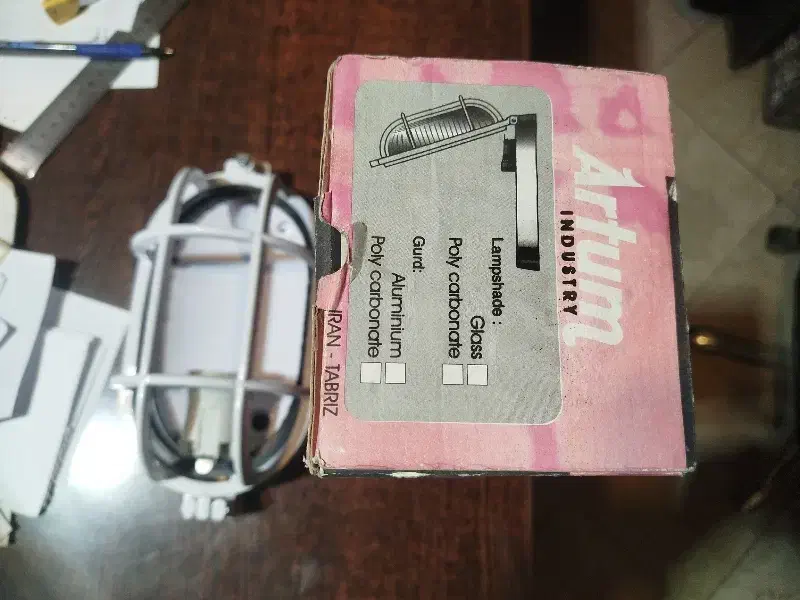 Artum
INDUSTRY
Lampshade :
Glass
Poly carbonate
Gurd:
Aluminium
Poly carbonate
IRAN - TABRIZ